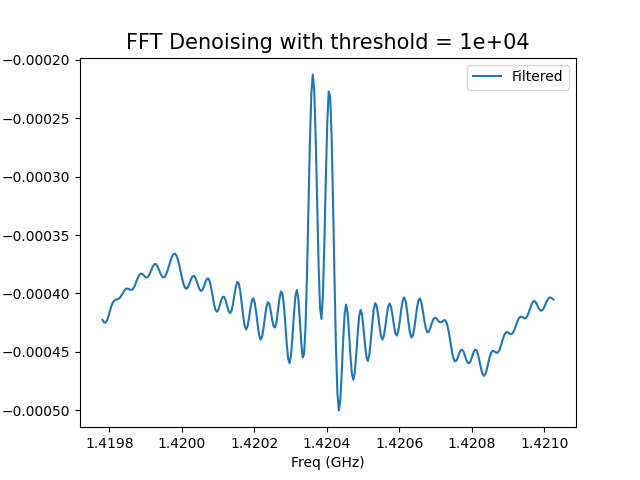 FFT Denoising with threshold = 1e+04
Filtered
−0.00020
−0.00025
−0.00030
−0.00035
−0.00040
−0.00045
−0.00050
1.4198 1.4200 1.4202 1.4204 1.4206 1.4208 1.4210
Freq (GHz)